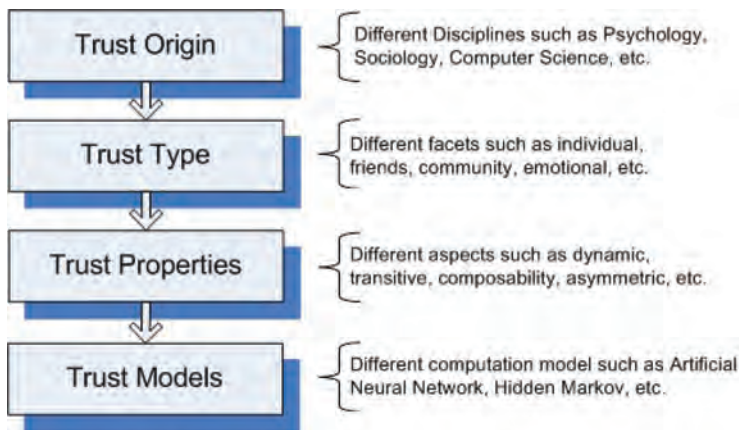 Trust Origin
Different Disciplines such as Psychology,
Sociology, Computer Science, etc.
Trust Type
Different facets such as individual,
friends, community, emotional, etc.
Trust Properties
Different aspects such as dynamic,
transitive, composability, asymmetric, etc.
Trust Models
Different computation model such as Artificial
Neural Network, Hidden Markov, etc.